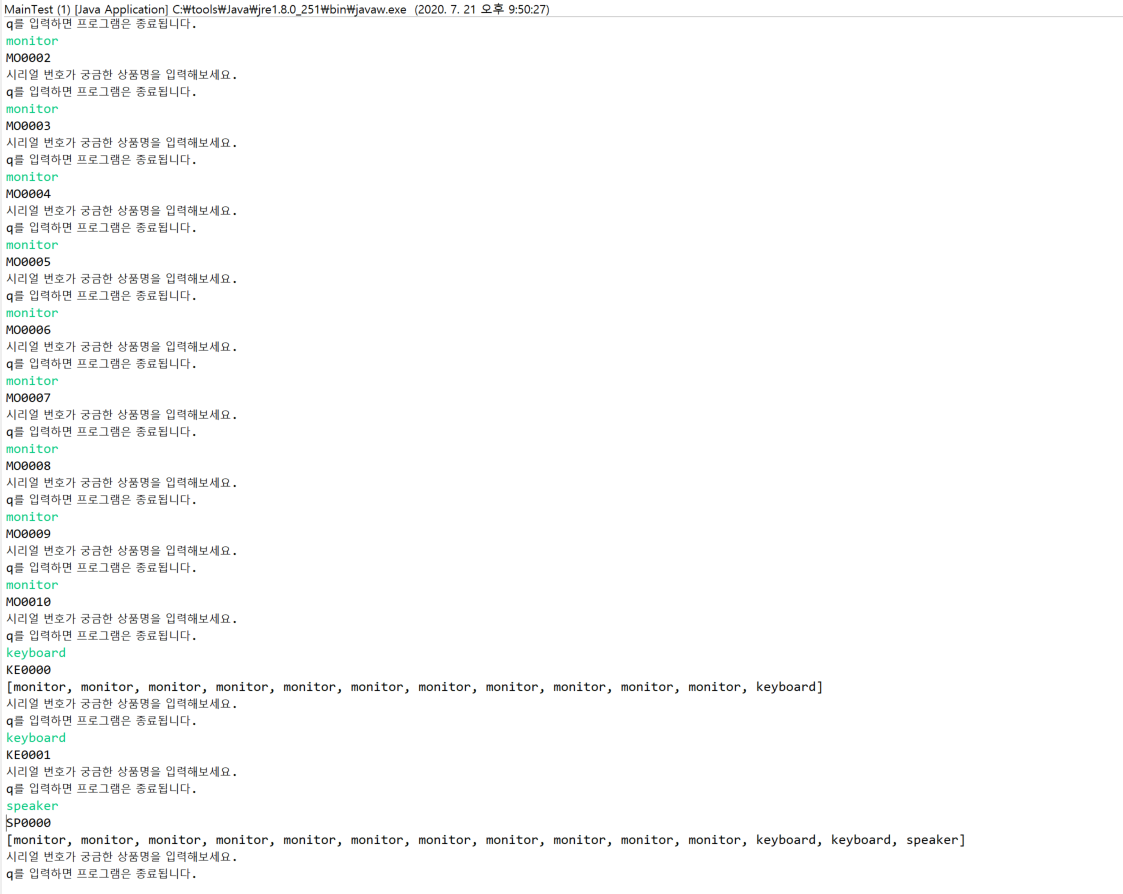 MainTest (1) [Java Application] C:₩tools₩Java₩jre1.8.0_251₩bin₩javaw.exe (2020. 7. 21 오후 9:50:27)
q를 입력하면 프로그램은 종료됩니다.
monitor
MO0002
시리얼 번호가 궁금한 상품명을 입력해보세요.
q를 입력하면 프로그램은 종료됩니다.
monitor
MO0003
시리얼 번호가 궁금한 상품명을 입력해보세요.
q를 입력하면 프로그램은 종료됩니다.
monitor
MO0004
시리얼 번호가 궁금한 상품명을 입력해보세요.
q를 입력하면 프로그램은 종료됩니다.
monitor
MO0005
시리얼 번호가 궁금한 상품명을 입력해보세요.
q를 입력하면 프로그램은 종료됩니다.
monitor
MO0006
시리얼 번호가 궁금한 상품명을 입력해보세요.
q를 입력하면 프로그램은 종료됩니다.
monitor
MO0007
시리얼 번호가 궁금한 상품명을 입력해보세요.
q를 입력하면 프로그램은 종료됩니다.
monitor
MO0008
시리얼 번호가 궁금한 상품명을 입력해보세요.
q를 입력하면 프로그램은 종료됩니다.
monitor
MO0009
시리얼 번호가 궁금한 상품명을 입력해보세요.
q를 입력하면 프로그램은 종료됩니다.
monitor
MO0010
시리얼 번호가 궁금한 상품명을 입력해보세요.
q를 입력하면 프로그램은 종료됩니다.
keyboard
KE0000
[monitor, monitor, monitor, monitor, monitor, monitor, monitor, monitor, monitor, monitor, monitor, keyboard]
시리얼 번호가 궁금한 상품명을 입력해보세요.
q를 입력하면 프로그램은 종료됩니다.
keyboard
KE0001
시리얼 번호가 궁금한 상품명을 입력해보세요.
q를 입력하면 프로그램은 종료됩니다.
speaker
SP0000
[monitor, monitor, monitor, monitor, monitor, monitor, monitor, monitor, monitor, monitor, monitor, keyboard, keyboard, speaker]
시리얼 번호가 궁금한 상품명을 입력해보세요.
q를 입력하면 프로그램은 종료됩니다.